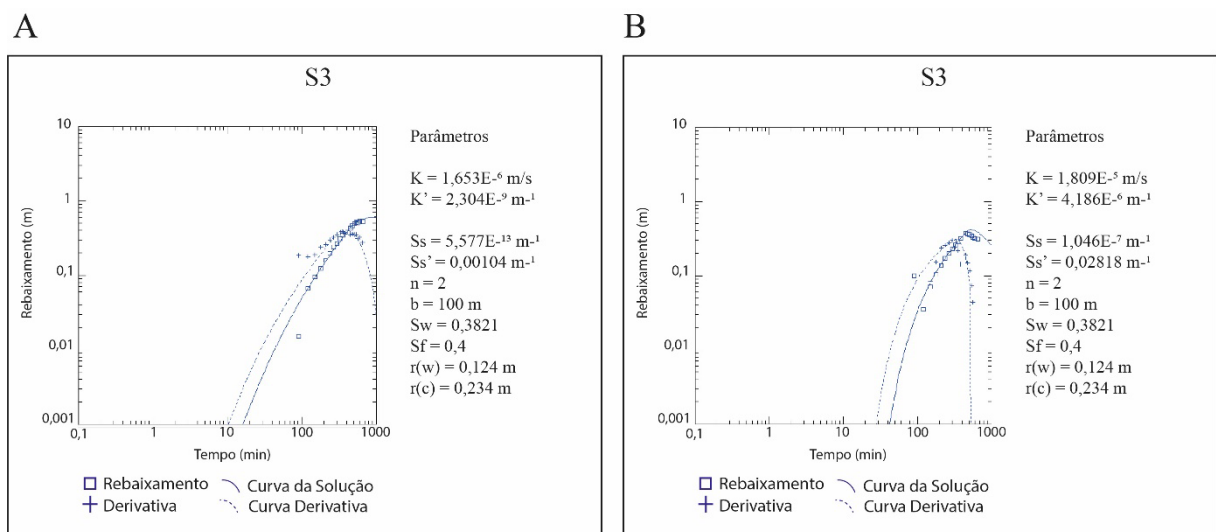 A
S3
10
1
0,1
0,01
0,001
Rebaixamento (m)
0,1
1
10
100
1000
Tempo (min)
Parâmetros
K = 1,653E-⁶ m/s
K’ = 2,304E-⁹ m-¹
Ss = 5,577E-¹³ m-¹
Ss’ = 0,00104 m-¹
n = 2
b = 100 m
Sw = 0,3821
Sf = 0,4
r(w) = 0,124 m
r(c) = 0,234 m
Rebaixamento
Curva da Solução
Derivativa
Curva Derivativa
B
S3
10
1
0,1
0,01
0,001
Rebaixamento (m)
0,1
1
10
100
1000
Tempo (min)
Parâmetros
K = 1,809E-⁵ m/s
K’ = 4,186E-⁶ m-¹
Ss = 1,046E-⁷ m-¹
Ss’ = 0,02818 m-¹
n = 2
b = 100 m
Sw = 0,3821
Sf = 0,4
r(w) = 0,124 m
r(c) = 0,234 m
Rebaixamento
Curva da Solução
Derivativa
Curva Derivativa